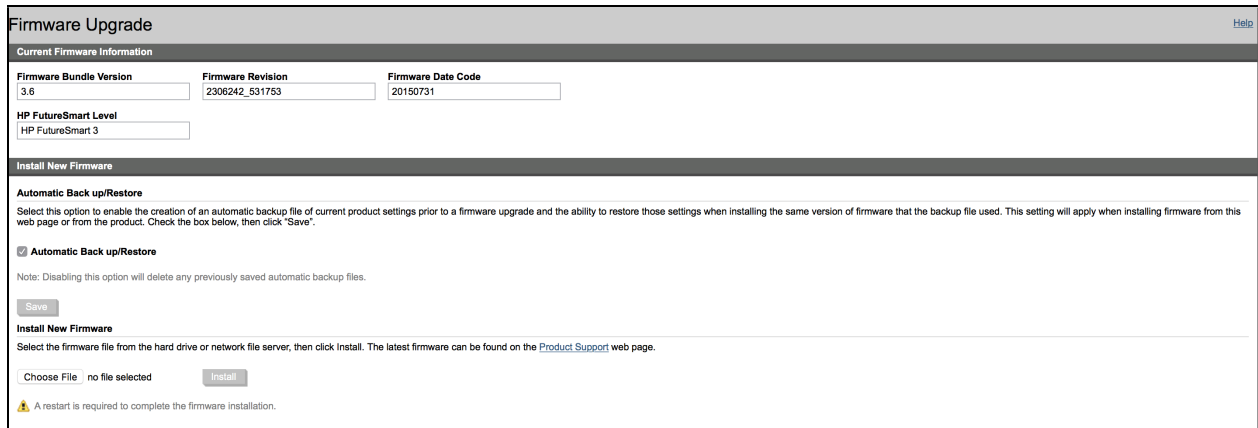 Firmware Upgrade
Help
Current Firmware Information
Firmware Bundle Version Firmware Revision Firmware Date Code
3.6 2306242_531753 20150731
HP FutureSmart Level
HP FutureSmart 3
Install New Firmware
Automatic Back up/Restore
Select this option to enable the creation of an automatic backup file of current product settings prior to a firmware upgrade and the ability to restore those settings when installing the same version of firmware that the backup file used. This setting will apply when installing firmware from this
web page or from the product. Check the box below, then click "Save".
Automatic Back up/Restore
Note: Disabling this option will delete any previously saved automatic backup files.
Save
Install New Firmware
Select the firmware file from the hard drive or network file server, then click Install. The latest firmware can be found on the Product Support web page.
Choose File no file selected Install
A restart is required to complete the firmware installation.